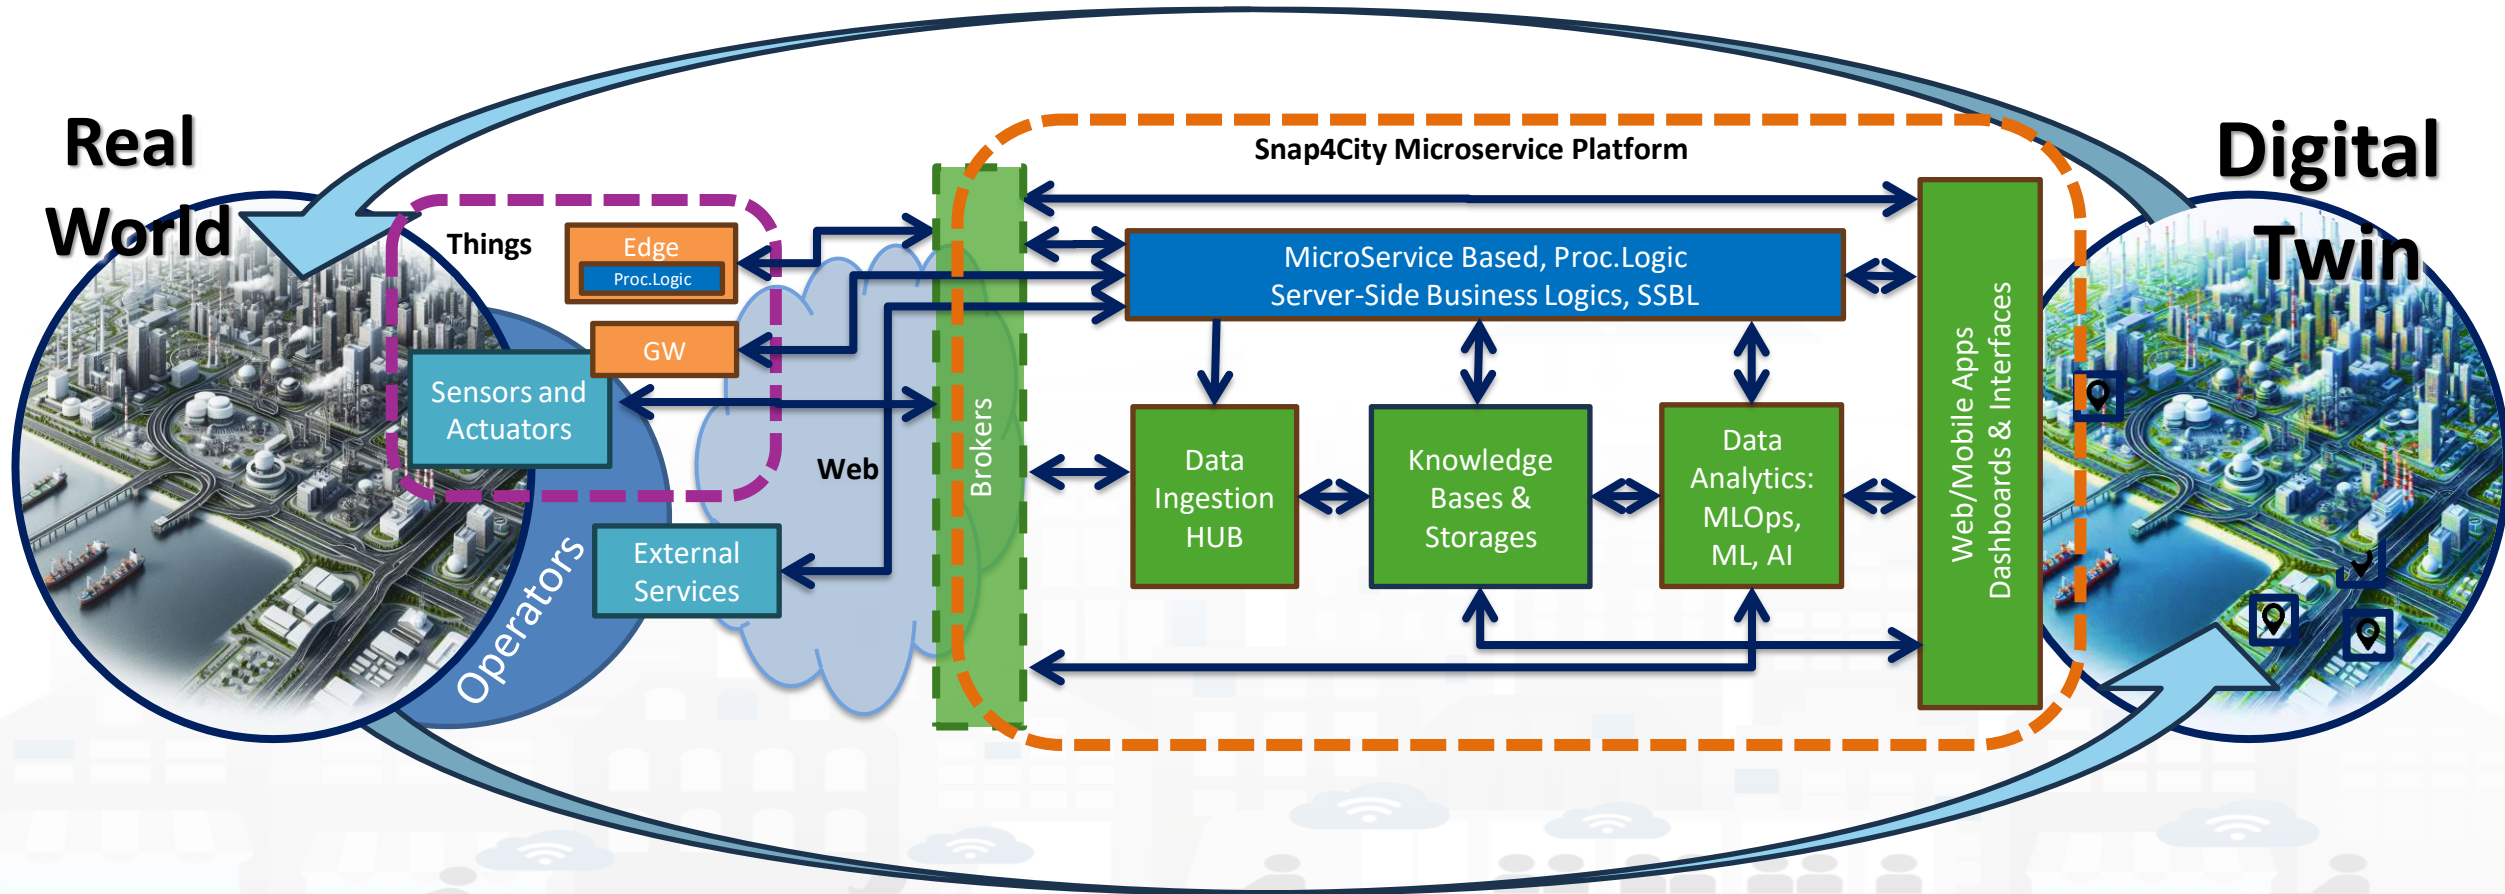 Real
World
Things
Edge
Proc.Logic
GW
Sensors and
Actuators
Operators
External
Services
Web
Brokers
Snap4City Microservice Platform
MicroService Based, Proc.Logic
Server-Side Business Logics, SSBL
Data
Ingestion
HUB
Knowledge
Bases &
Storages
Data
Analytics:
MLOps,
ML, AI
Web/Mobile Apps
Dashboards & Interfaces
Digital
Twin